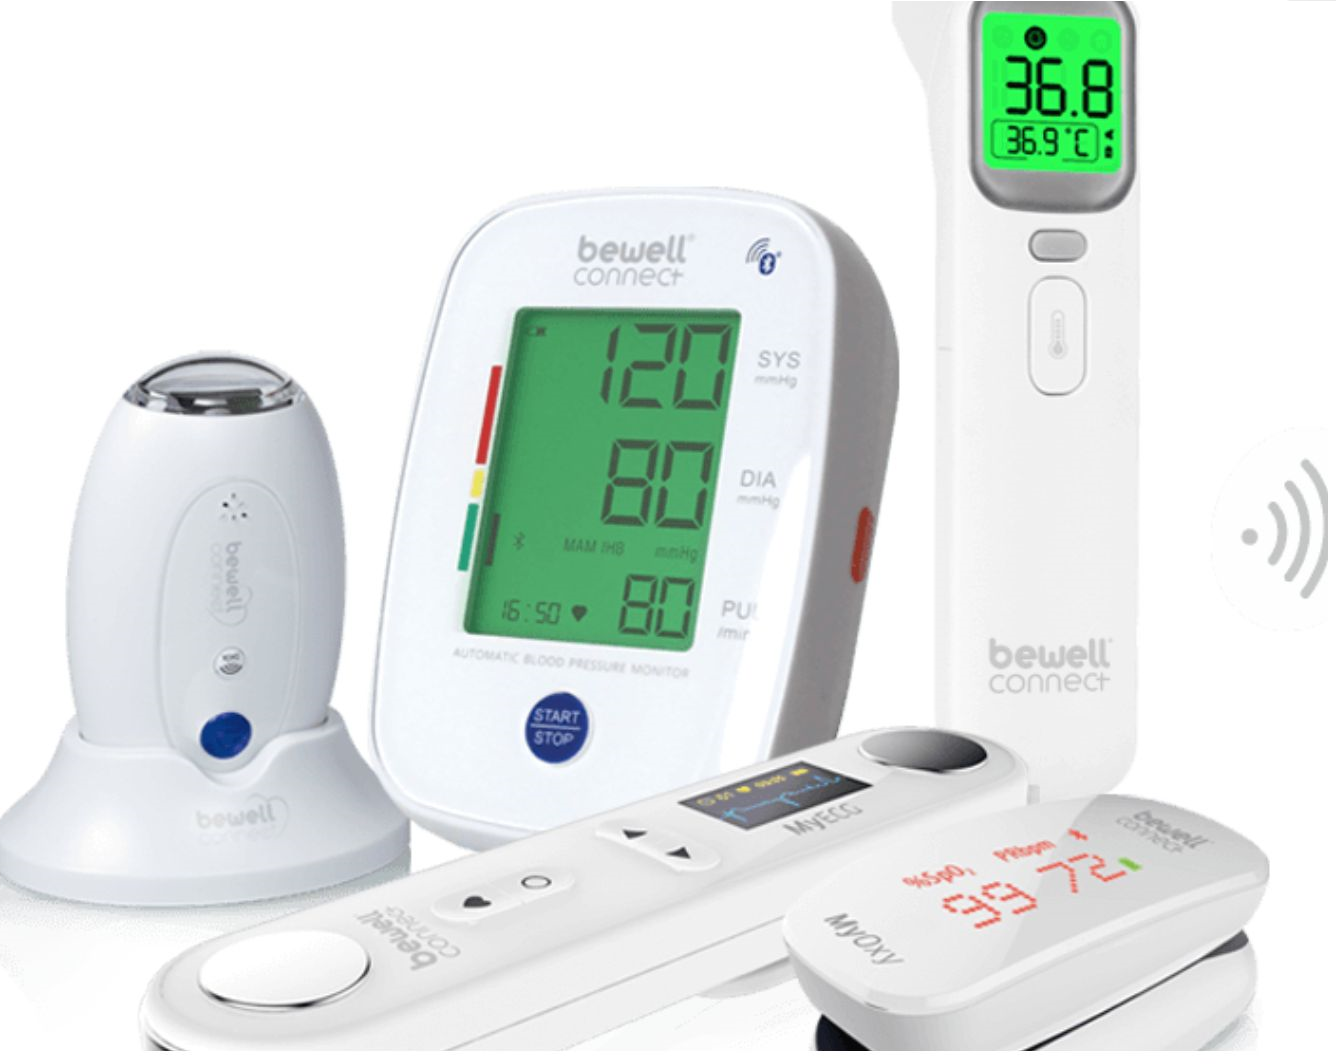 36.8
36.9 °C
bewell®
connect
120
SYS
mmHg
80
DIA
mmHg
MAM IHB mmHg
16:50 80
PUL
/min
AUTOMATIC BLOOD PRESSURE MONITOR
START
STOP
bewell
connect
bewell
connect
bewell®
connect
MyECG
bewell
connect
bewell
connect
%SpO₂ PRbpm
99 72
MyOxy